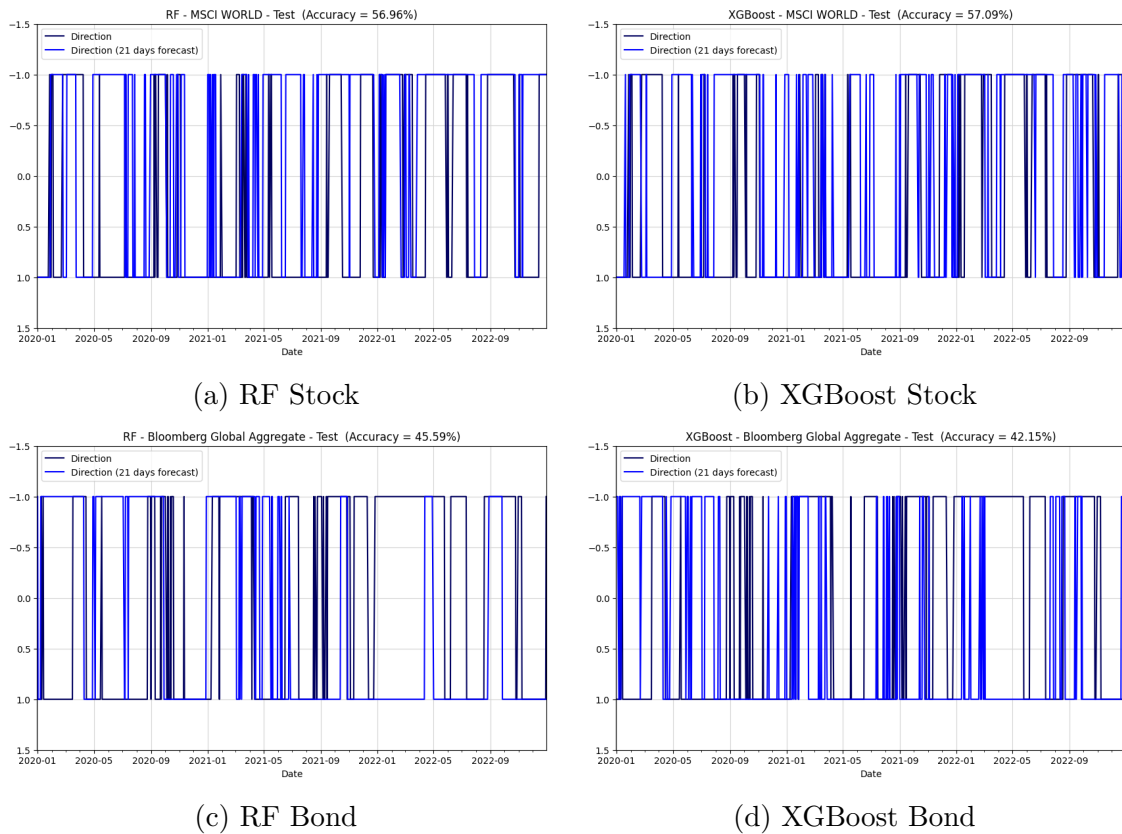 RF - MSCI WORLD - Test (Accuracy = 56.96%)
−1.5
Direction
Direction (21 days forecast)
−1.0
−0.5
0.0
0.5
1.0
1.5
2020-01 2020-05 2020-09 2021-01 2021-05 2021-09 2022-01 2022-05 2022-09
Date
(a) RF Stock
XGBoost - MSCI WORLD - Test (Accuracy = 57.09%)
−1.5
Direction
Direction (21 days forecast)
−1.0
−0.5
0.0
0.5
1.0
1.5
2020-01 2020-05 2020-09 2021-01 2021-05 2021-09 2022-01 2022-05 2022-09
Date
(b) XGBoost Stock
RF - Bloomberg Global Aggregate - Test (Accuracy = 45.59%)
−1.5
Direction
Direction (21 days forecast)
−1.0
−0.5
0.0
0.5
1.0
1.5
2020-01 2020-05 2020-09 2021-01 2021-05 2021-09 2022-01 2022-05 2022-09
Date
(c) RF Bond
XGBoost - Bloomberg Global Aggregate - Test (Accuracy = 42.15%)
−1.5
Direction
Direction (21 days forecast)
−1.0
−0.5
0.0
0.5
1.0
1.5
2020-01 2020-05 2020-09 2021-01 2021-05 2021-09 2022-01 2022-05 2022-09
Date
(d) XGBoost Bond